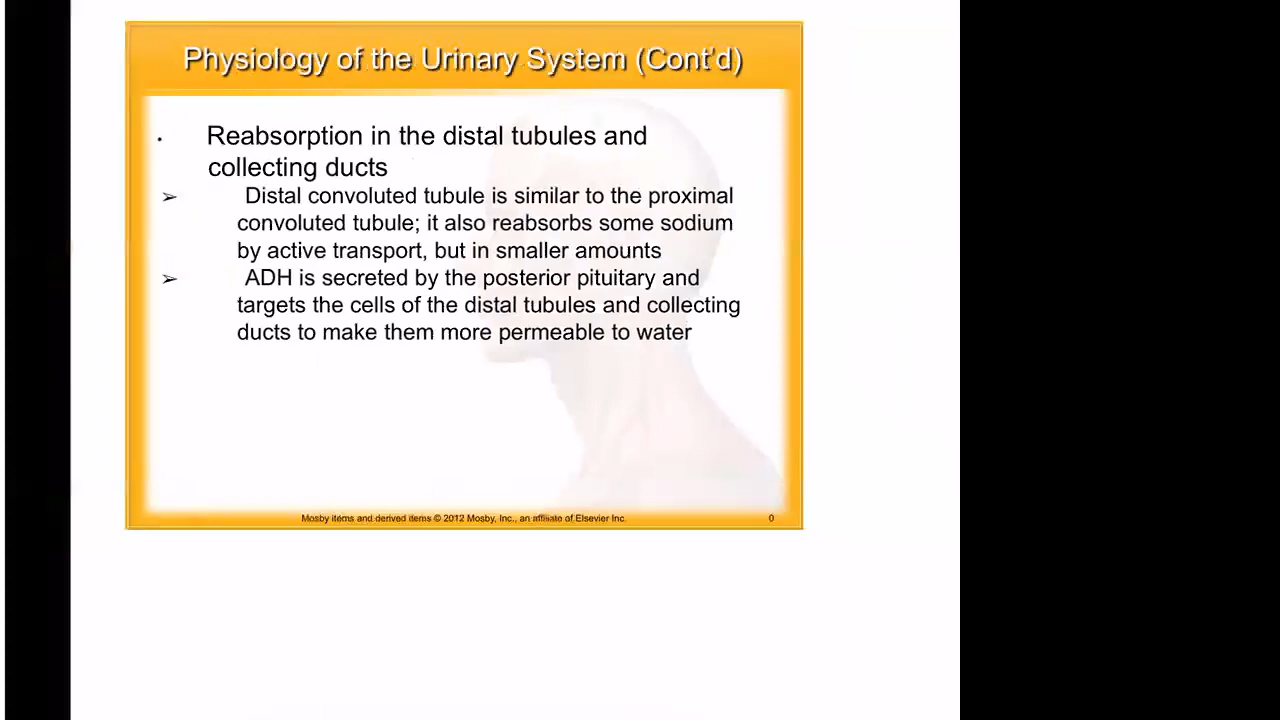 Physiology of the Urinary System (Cont'd)
• Reabsorption in the distal tubules and
collecting ducts
➢ Distal convoluted tubule is similar to the proximal
convoluted tubule; it also reabsorbs some sodium
by active transport, but in smaller amounts
➢ ADH is secreted by the posterior pituitary and
targets the cells of the distal tubules and collecting
ducts to make them more permeable to water
Mosby items and derived items © 2012 Mosby, Inc., an affiliate of Elsevier Inc. 0